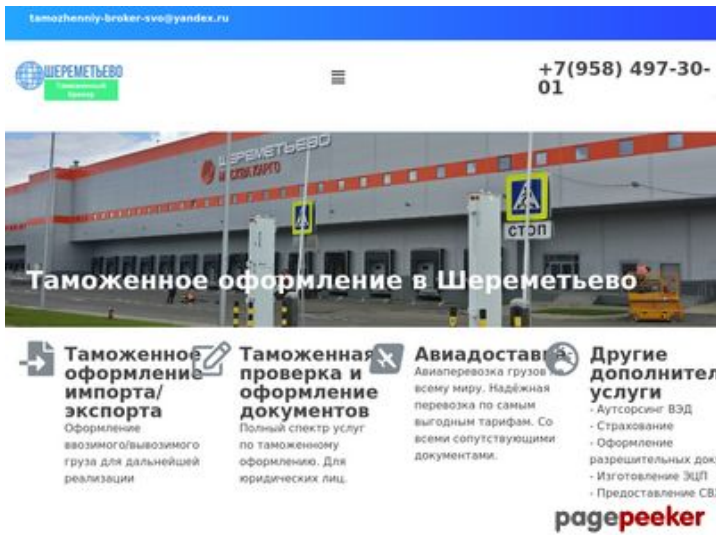 tamozhenniy-broker-svo@yandex.ru
ШЕРЕМЕТЬЕВО
Таможенный
брокер
+7(958) 497-30-
01
ШЕРЕМЕТЬЕВО
МОСКВА КАРГО
СТОП
Таможенное оформление в Шереметьево
Таможенное
оформление
импорта/
экспорта
Оформление
ввозимого/вывозимого
груза для дальнейшей
реализации
Таможенная
проверка и
оформление
документов
Полный спектр услуг
по таможенному
оформлению. Для
юридических лиц.
Авиадоставка
Авиаперевозка грузов по
всему миру. Надёжная
перевозка по самым
выгодным тарифам. Со
всеми сопутствующими
документами.
Другие
дополнител
услуги
- Аутсорсинг ВЭД
- Страхование
- Оформление
разрешительных док
- Изготовление ЭЦП
- Предоставление СВ
pagepeeker